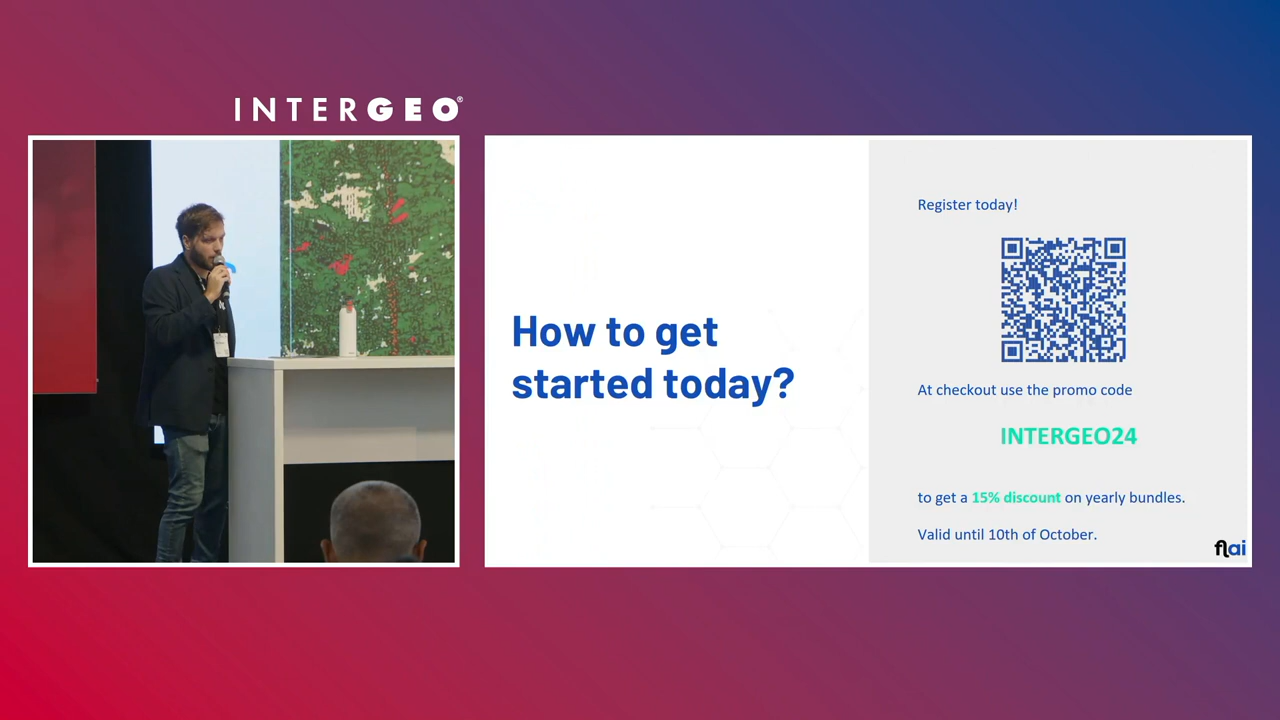 INTERGEO®
How to get
started today?
Register today!
At checkout use the promo code
INTERGEO24
to get a 15% discount on yearly bundles.
Valid until 10th of October.
flai